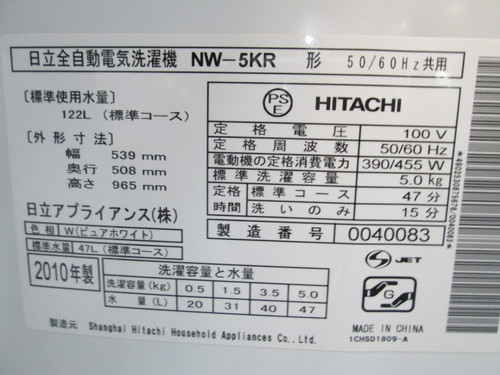 日立全自動電気洗濯機 NW-5KR 形 50/60Hz共用
〔標準使用水量〕
122L (標準コース)
〔外形寸法〕
幅 539 mm
奥行 508 mm
高さ 965 mm
日立アプライアンス(株)
色相 W(ピュアホワイト)
標準水量 47L(標準コース)
2010年製
PSE HITACHI
定格電圧 100 V
定格周波数 50/60 Hz
電動機の定格消費電力 390/455 W
標準洗濯容量 5.0 kg
定格時間 標準コース 47分
洗いのみ 15分
製造番号 0040083
S JET
洗濯容量と水量
洗濯容量(kg) 0.5 1.5 3.5 5.0
水量(L) 20 31 40 47
G
製造元 Shanghai Hitachi Household Appliances Co.,Ltd.
MADE IN CHINA
1CHSD1809-A